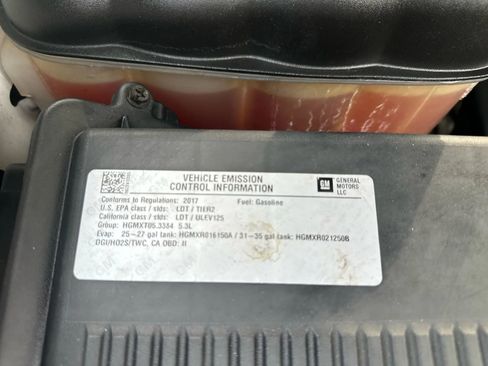 VEHICLE EMISSION
CONTROL INFORMATION
GM
GENERAL
MOTORS
LLC
Conforms to Regulations: 2017 Fuel: Gasoline
U.S. EPA class / stds: LDT / TIER2
California class / stds: LDT / ULEV125
Group: HGMXT05.3384 5.3L
Evap: 25-27 gal tank: HGMXR016150A / 31-35 gal tank: HGMXR021250B
DGI/HO2S/TWC, CA OBD: II